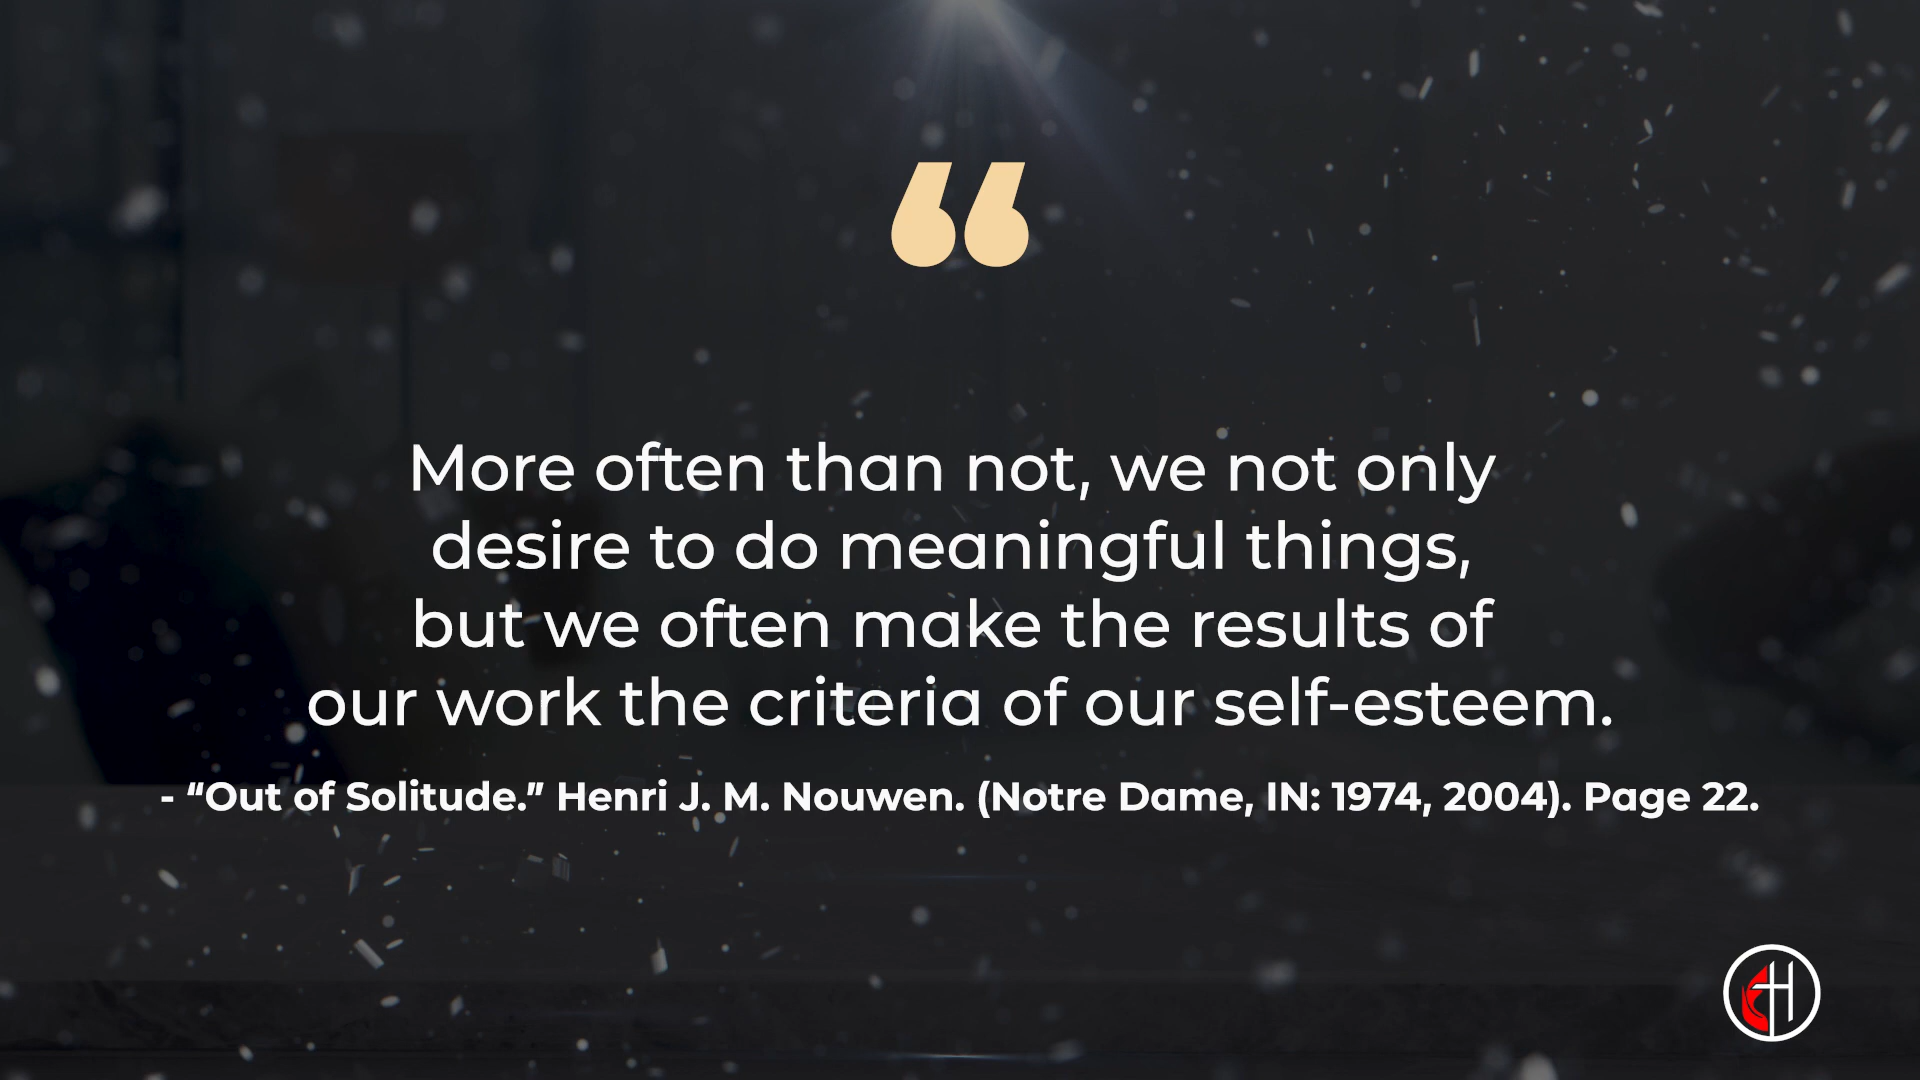 “
More often than not, we not only
desire to do meaningful things,
but we often make the results of
our work the criteria of our self-esteem.
- “Out of Solitude.” Henri J. M. Nouwen. (Notre Dame, IN: 1974, 2004). Page 22.
H